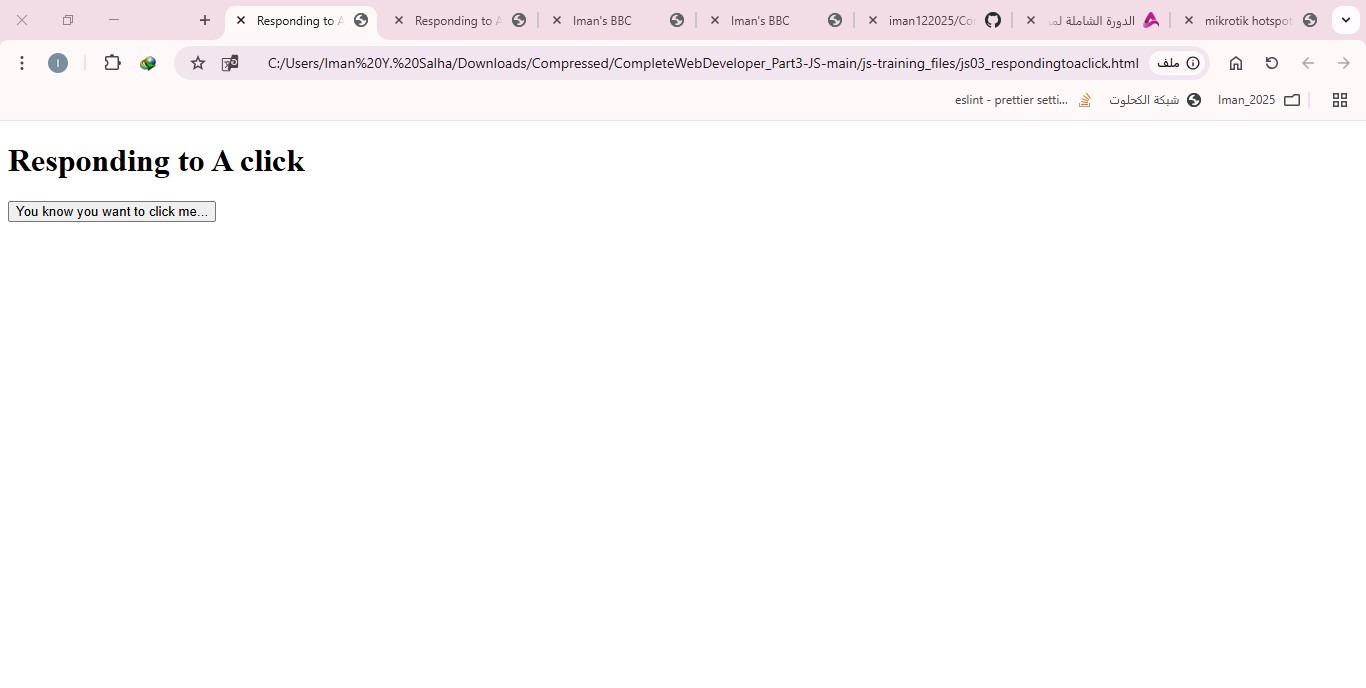 Responding to A
Responding to A
Iman's BBC
Iman's BBC
iman122025/Co
الدورة الشاملة لم
mikrotik hotspot
I
C:/Users/Iman%20Y.%20Salha/Downloads/Compressed/CompleteWebDeveloper_Part3-JS-main/js-training_files/js03_respondingtoaclick.html
ملف
eslint - prettier setti...
شبكة الكحلوت
Iman_2025
Responding to A click
You know you want to click me...